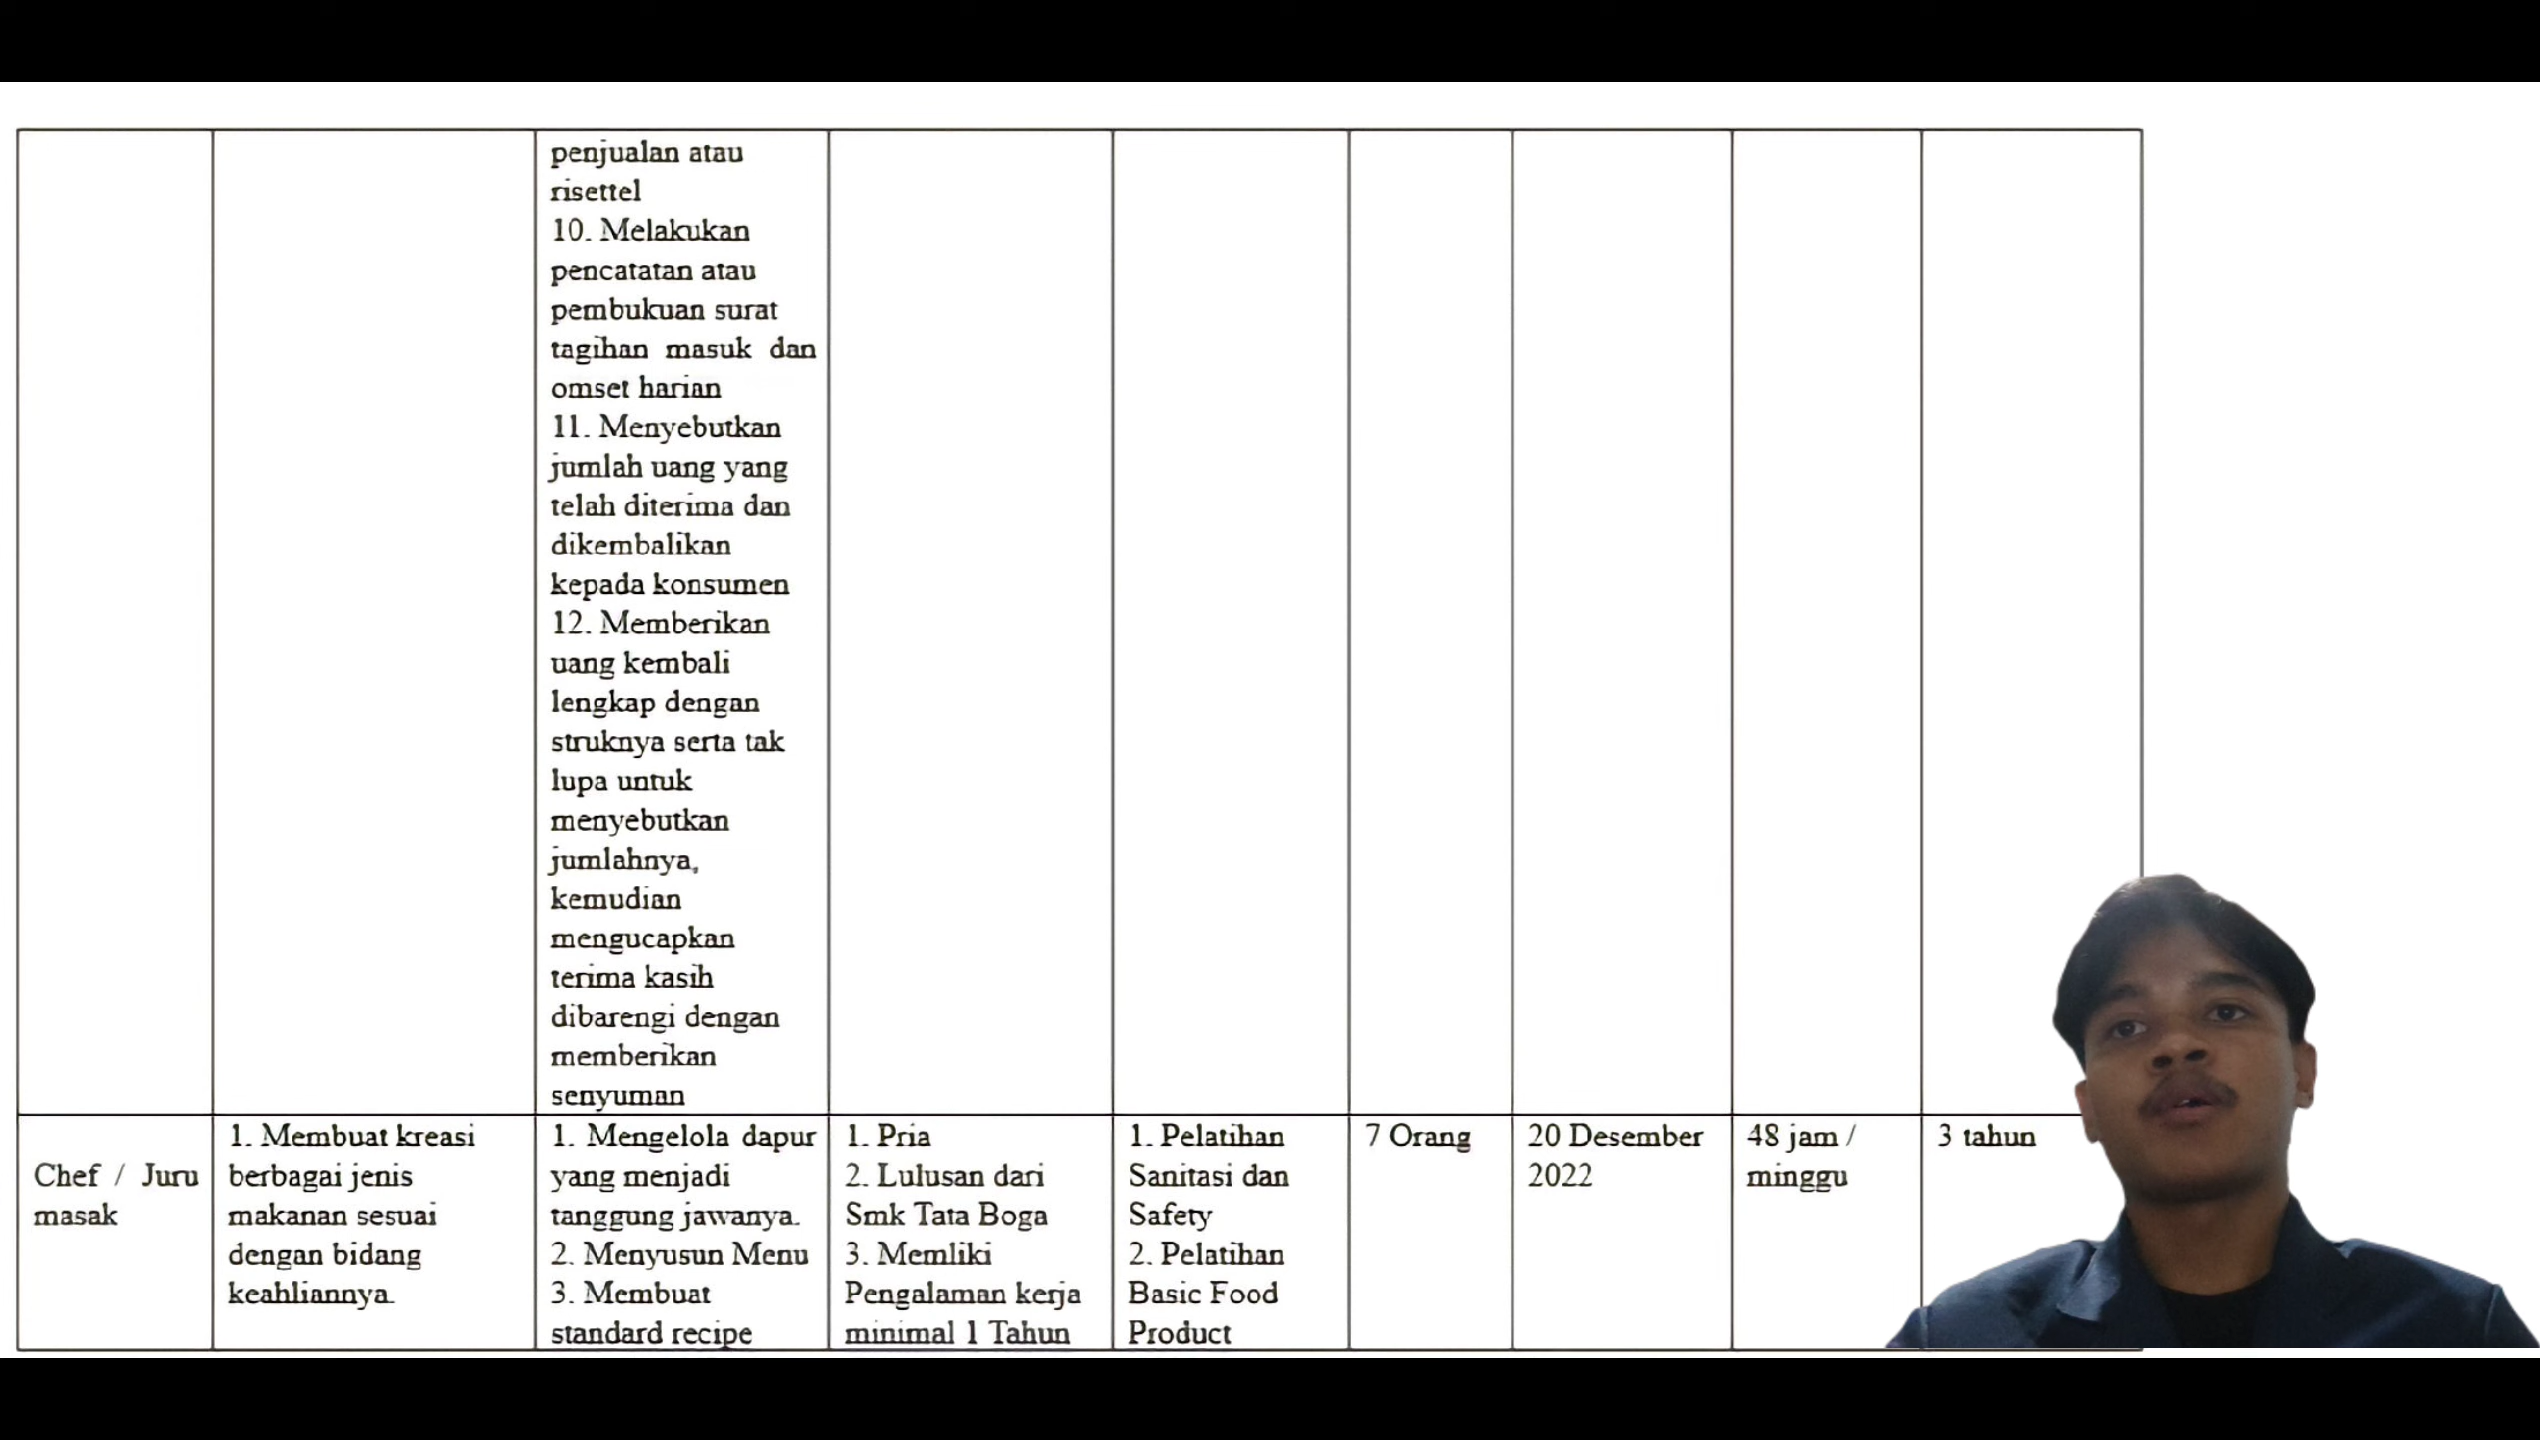 penjualan atau
risettel
10. Melakukan
pencatatan atau
pembukuan surat
tagihan masuk dan
omset harian
11. Menyebutkan
jumlah uang yang
telah diterima dan
dikembalikan
kepada konsumen
12. Memberikan
uang kembali
lengkap dengan
struknya serta tak
lupa untuk
menyebutkan
jumlahnya,
kemudian
mengucapkan
terima kasih
dibarengi dengan
memberikan
senyuman
Chef / Juru
masak
1. Membuat kreasi
berbagai jenis
makanan sesuai
dengan bidang
keahliannya.
1. Mengelola dapur
yang menjadi
tanggung jawanya.
2. Menyusun Menu
3. Membuat
standard recipe
1. Pria
2. Lulusan dari
Smk Tata Boga
3. Memliki
Pengalaman kerja
minimal 1 Tahun
1. Pelatihan
Sanitasi dan
Safety
2. Pelatihan
Basic Food
Product
7 Orang
20 Desember
2022
48 jam /
minggu
3 tahun